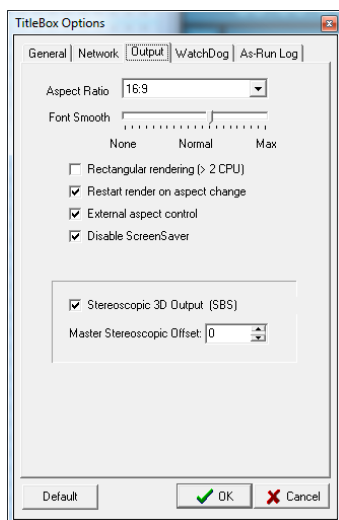 TitleBox Options
General Network Output WatchDog As-Run Log
Aspect Ratio 16:9
Font Smooth
None Normal Max
Rectangular rendering (> 2 CPU)
Restart render on aspect change
External aspect control
Disable ScreenSaver
Stereoscopic 3D Output (SBS)
Master Stereoscopic Offset: 0
Default OK Cancel